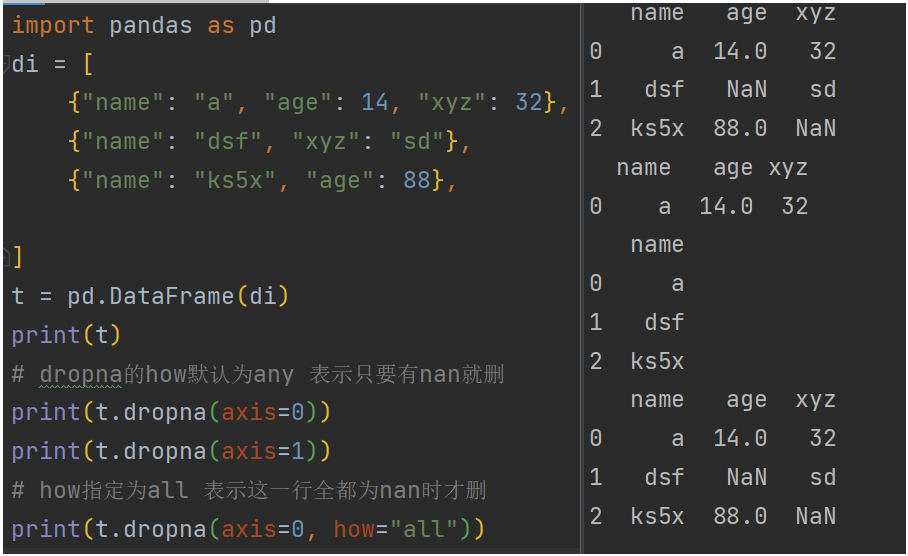 import pandas as pd
di = [
    {"name": "a", "age": 14, "xyz": 32},
    {"name": "dsf", "xyz": "sd"},
    {"name": "ks5x", "age": 88},
]
t = pd.DataFrame(di)
print(t)
# dropna的how默认为any 表示只要有nan就删
print(t.dropna(axis=0))
print(t.dropna(axis=1))
# how指定为all 表示这一行全都为nan时才删
print(t.dropna(axis=0, how="all"))
   name   age  xyz
0     a  14.0   32
1   dsf   NaN   sd
2  ks5x  88.0  NaN
  name   age xyz
0    a  14.0  32
   name
0     a
1   dsf
2  ks5x
   name   age  xyz
0     a  14.0   32
1   dsf   NaN   sd
2  ks5x  88.0  NaN